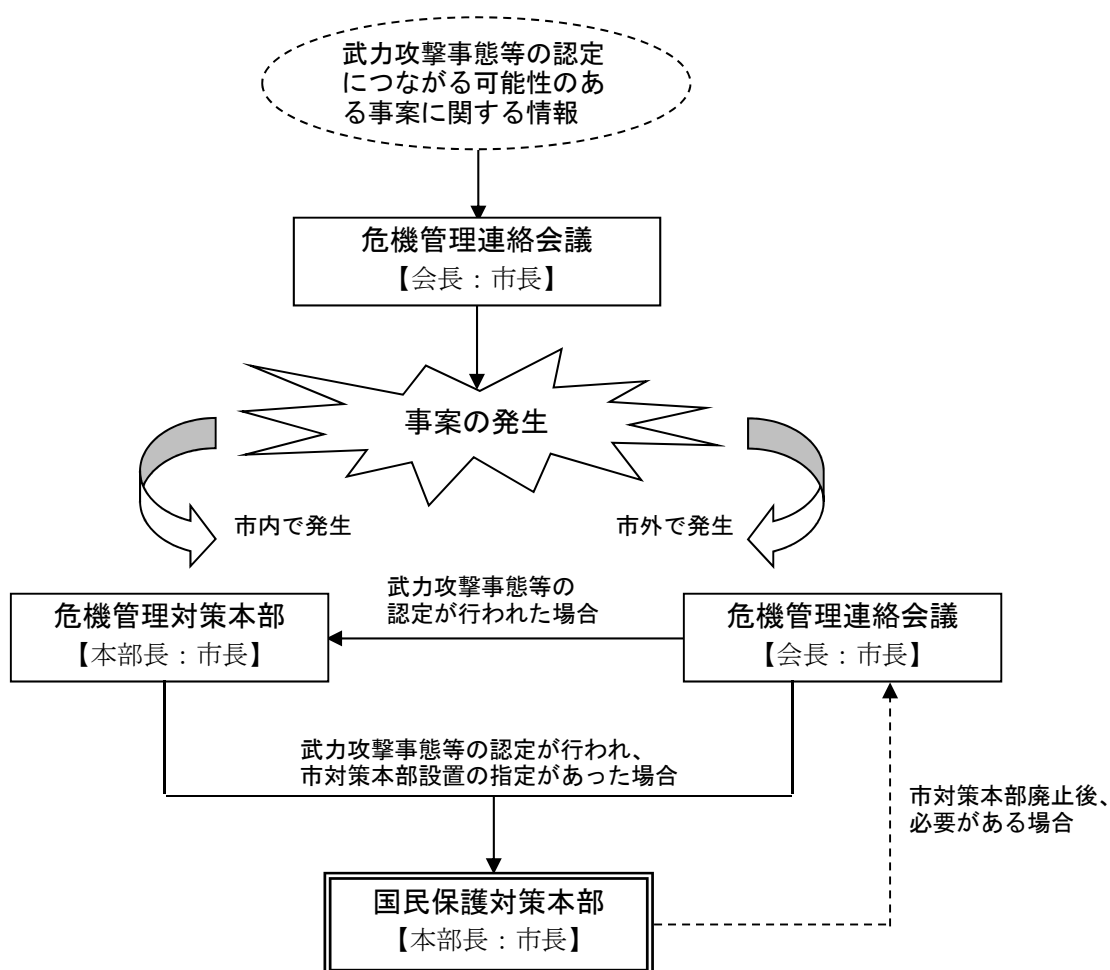 武力攻撃事態等の認定
につながる可能性のあ
る事案に関する情報
危機管理連絡会議
【会長：市長】
事案の発生
市内で発生
市外で発生
武力攻撃事態等の
認定が行われた場合
危機管理対策本部
【本部長：市長】
危機管理連絡会議
【会長：市長】
武力攻撃事態等の認定が行われ、
市対策本部設置の指定があった場合
市対策本部廃止後、
必要がある場合
国民保護対策本部
【本部長：市長】